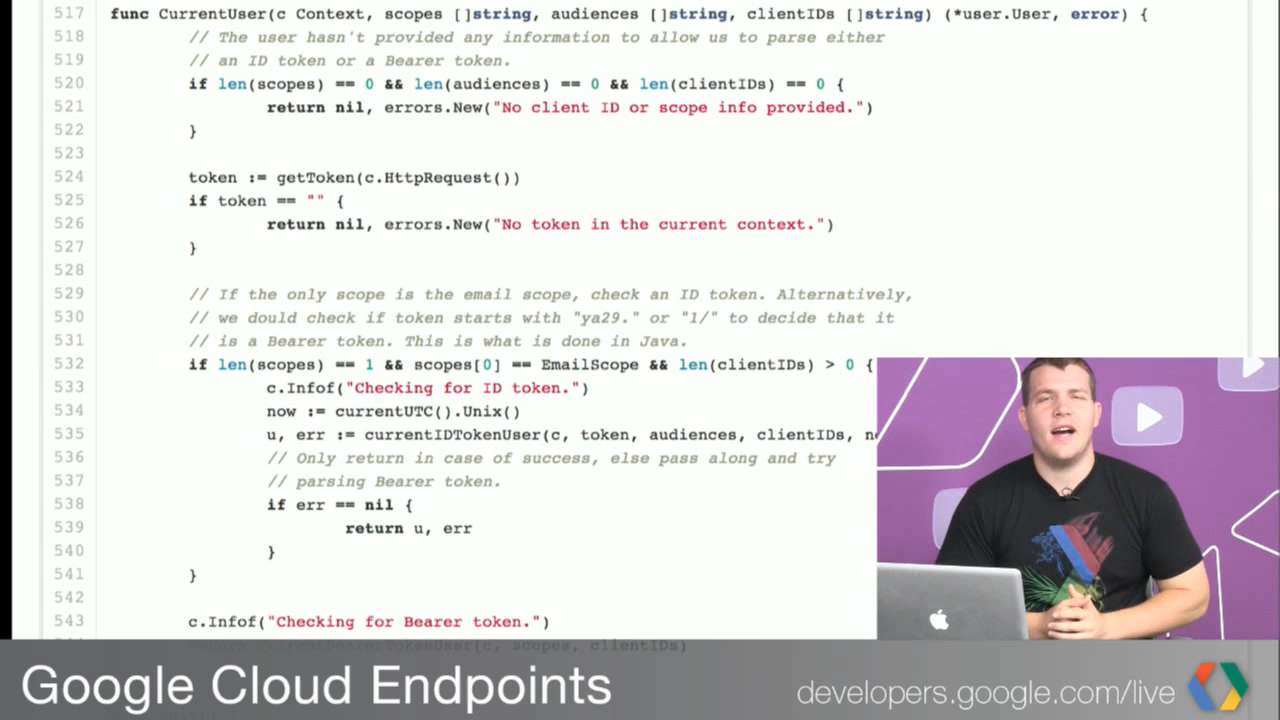 517 func CurrentUser(c Context, scopes []string, audiences []string, clientIDs []string) (*user.User, error) {
518 // The user hasn't provided any information to allow us to parse either
519 // an ID token or a Bearer token.
520 if len(scopes) == 0 && len(audiences) == 0 && len(clientIDs) == 0 {
521 return nil, errors.New("No client ID or scope info provided.")
522 }
523
524 token := getToken(c.HttpRequest())
525 if token == "" {
526 return nil, errors.New("No token in the current context.")
527 }
528
529 // If the only scope is the email scope, check an ID token. Alternatively,
530 // we dould check if token starts with "ya29." or "1/" to decide that it
531 // is a Bearer token. This is what is done in Java.
532 if len(scopes) == 1 && scopes[0] == EmailScope && len(clientIDs) > 0 {
533 c.Infof("Checking for ID token.")
534 now := currentUTC().Unix()
535 u, err := currentIDTokenUser(c, token, audiences, clientIDs,
536 // Only return in case of success, else pass along and try
537 // parsing Bearer token.
538 if err == nil {
539 return u, err
540 }
541 }
542
543 c.Infof("Checking for Bearer token.")
scopes, clientIDs)
Google Cloud Endpoints
developers.google.com/live